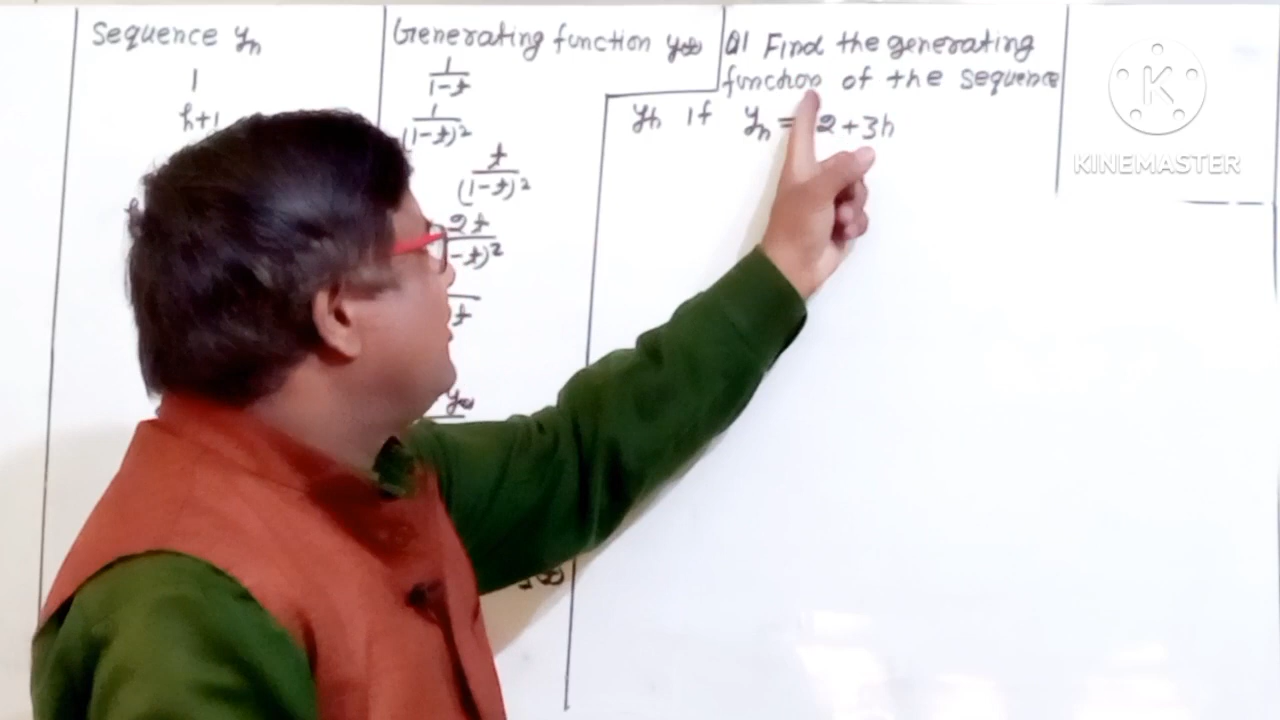 Sequence yn
1
n+1
Generating function y(t)
1/1-t
1/(1-t)²
t/(1-t)²
2t
-t)²
t
Q1 Find the generating
function of the sequence
yn if yn = 2+3n
KINEMASTER